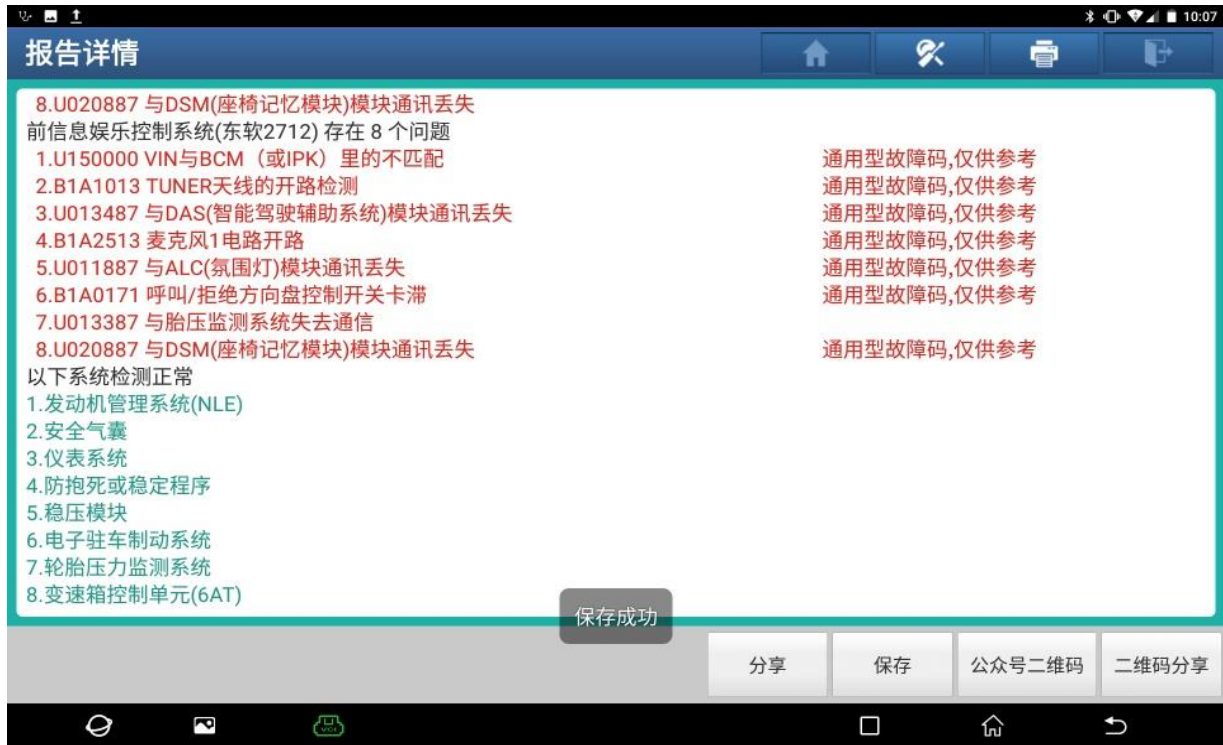 10:07
报告详情
8.U020887 与DSM(座椅记忆模块)模块通讯丢失
前信息娱乐控制系统(东软2712) 存在 8 个问题
1.U150000 VIN与BCM（或IPK）里的不匹配 通用型故障码,仅供参考
2.B1A1013 TUNER天线的开路检测 通用型故障码,仅供参考
3.U013487 与DAS(智能驾驶辅助系统)模块通讯丢失 通用型故障码,仅供参考
4.B1A2513 麦克风1电路开路 通用型故障码,仅供参考
5.U011887 与ALC(氛围灯)模块通讯丢失 通用型故障码,仅供参考
6.B1A0171 呼叫/拒绝方向盘控制开关卡滞 通用型故障码,仅供参考
7.U013387 与胎压监测系统失去通信
8.U020887 与DSM(座椅记忆模块)模块通讯丢失 通用型故障码,仅供参考
以下系统检测正常
1.发动机管理系统(NLE)
2.安全气囊
3.仪表系统
4.防抱死或稳定程序
5.稳压模块
6.电子驻车制动系统
7.轮胎压力监测系统
8.变速箱控制单元(6AT)
保存成功
分享 保存 公众号二维码 二维码分享
VCI